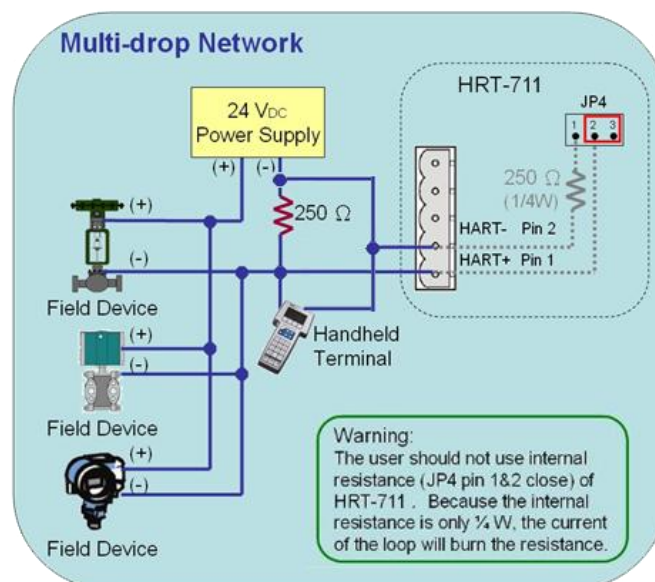 Multi-drop Network
24 VDC
Power Supply
(+)
(-)
HRT-711
JP4
1 2 3
250 Ω
(1/4W)
250 Ω
HART- Pin 2
HART+ Pin 1
(+)
(-)
Field Device
(+)
(-)
Field Device
(+)
(-)
Field Device
Handheld
Terminal
Warning:
The user should not use internal
resistance (JP4 pin 1&2 close) of
HRT-711 . Because the internal
resistance is only ¼ W, the current
of the loop will burn the resistance.